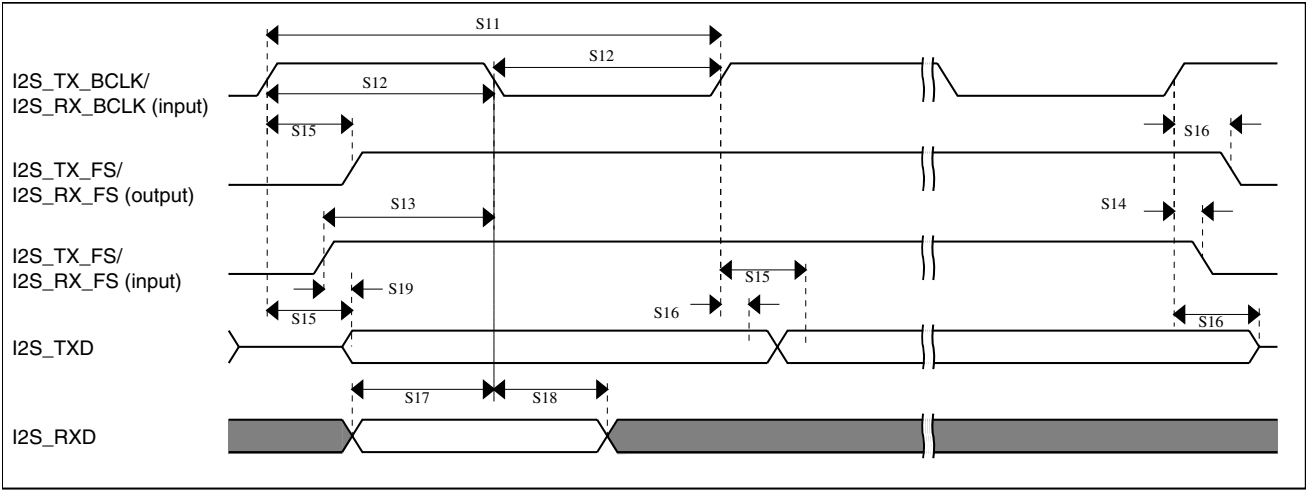 S11
I2S_TX_BCLK/
I2S_RX_BCLK (input)
S12
S12
S15
S16
I2S_TX_FS/
I2S_RX_FS (output)
S13
S14
I2S_TX_FS/
I2S_RX_FS (input)
S15
S19
S16
S15
S16
I2S_TXD
S17
S18
I2S_RXD